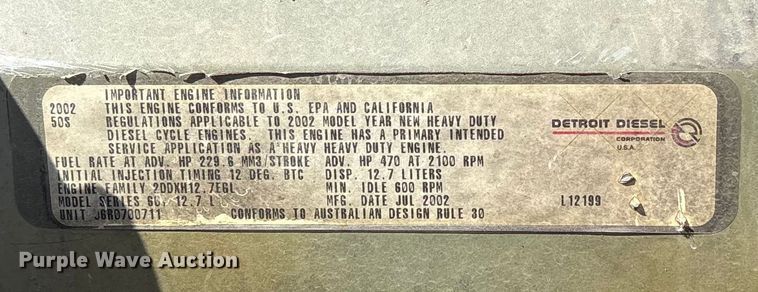 IMPORTANT ENGINE INFORMATION
2002 THIS ENGINE CONFORMS TO U.S. EPA AND CALIFORNIA
50S REGULATIONS APPLICABLE TO 2002 MODEL YEAR NEW HEAVY DUTY
DIESEL CYCLE ENGINES. THIS ENGINE HAS A PRIMARY INTENDED
SERVICE APPLICATION AS A HEAVY HEAVY DUTY ENGINE.
FUEL RATE AT ADV. HP 229.6 MM3/STROKE ADV. HP 470 AT 2100 RPM
INITIAL INJECTION TIMING 12 DEG. BTC DISP. 12.7 LITERS
ENGINE FAMILY 2DDXH12.7EGL MIN. IDLE 600 RPM
MODEL SERIES 12.7 L MFG. DATE JUL 2002 L12199
UNIT CONFORMS TO AUSTRALIAN DESIGN RULE 30
DETROIT DIESEL
CORPORATION
U.S.A.
Purple Wave Auction